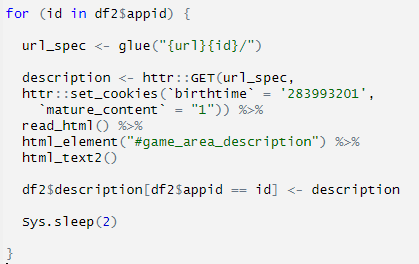 for (id in df2$appid) {
url_spec <- glue("{url}{id}/")
description <- httr::GET(url_spec,
httr::set_cookies(`birthtime` = '283993201',
`mature_content` = "1")) %>%
read_html() %>%
html_element("#game_area_description") %>%
html_text2()
df2$description[df2$appid == id] <- description
Sys.sleep(2)
}